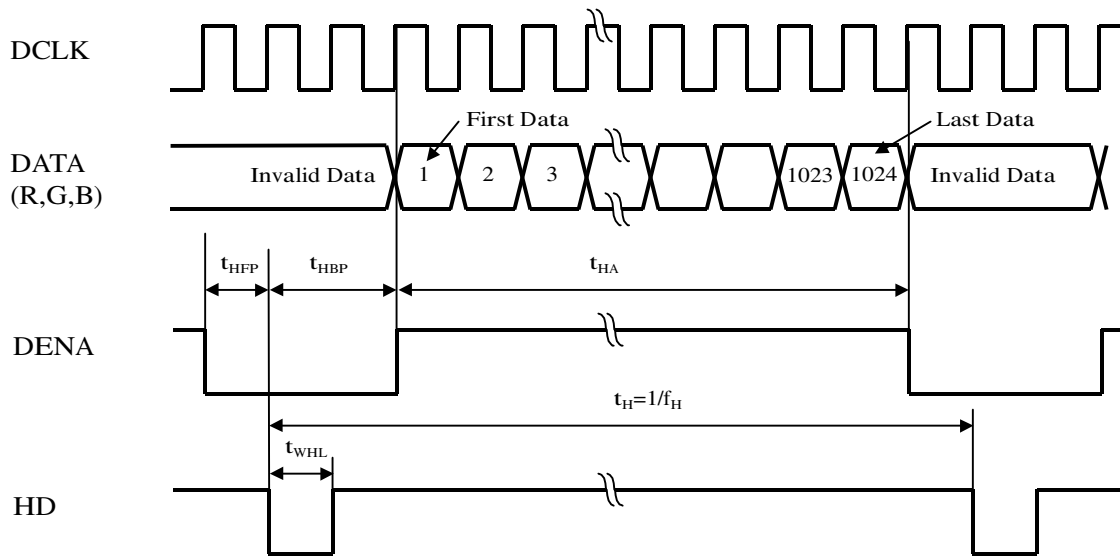 DCLK
First Data
Last Data
DATA
(R,G,B)
Invalid Data
1
2
3
1023
1024
Invalid Data
tHFP
tHBP
tHA
DENA
tH=1/fH
tWHL
HD